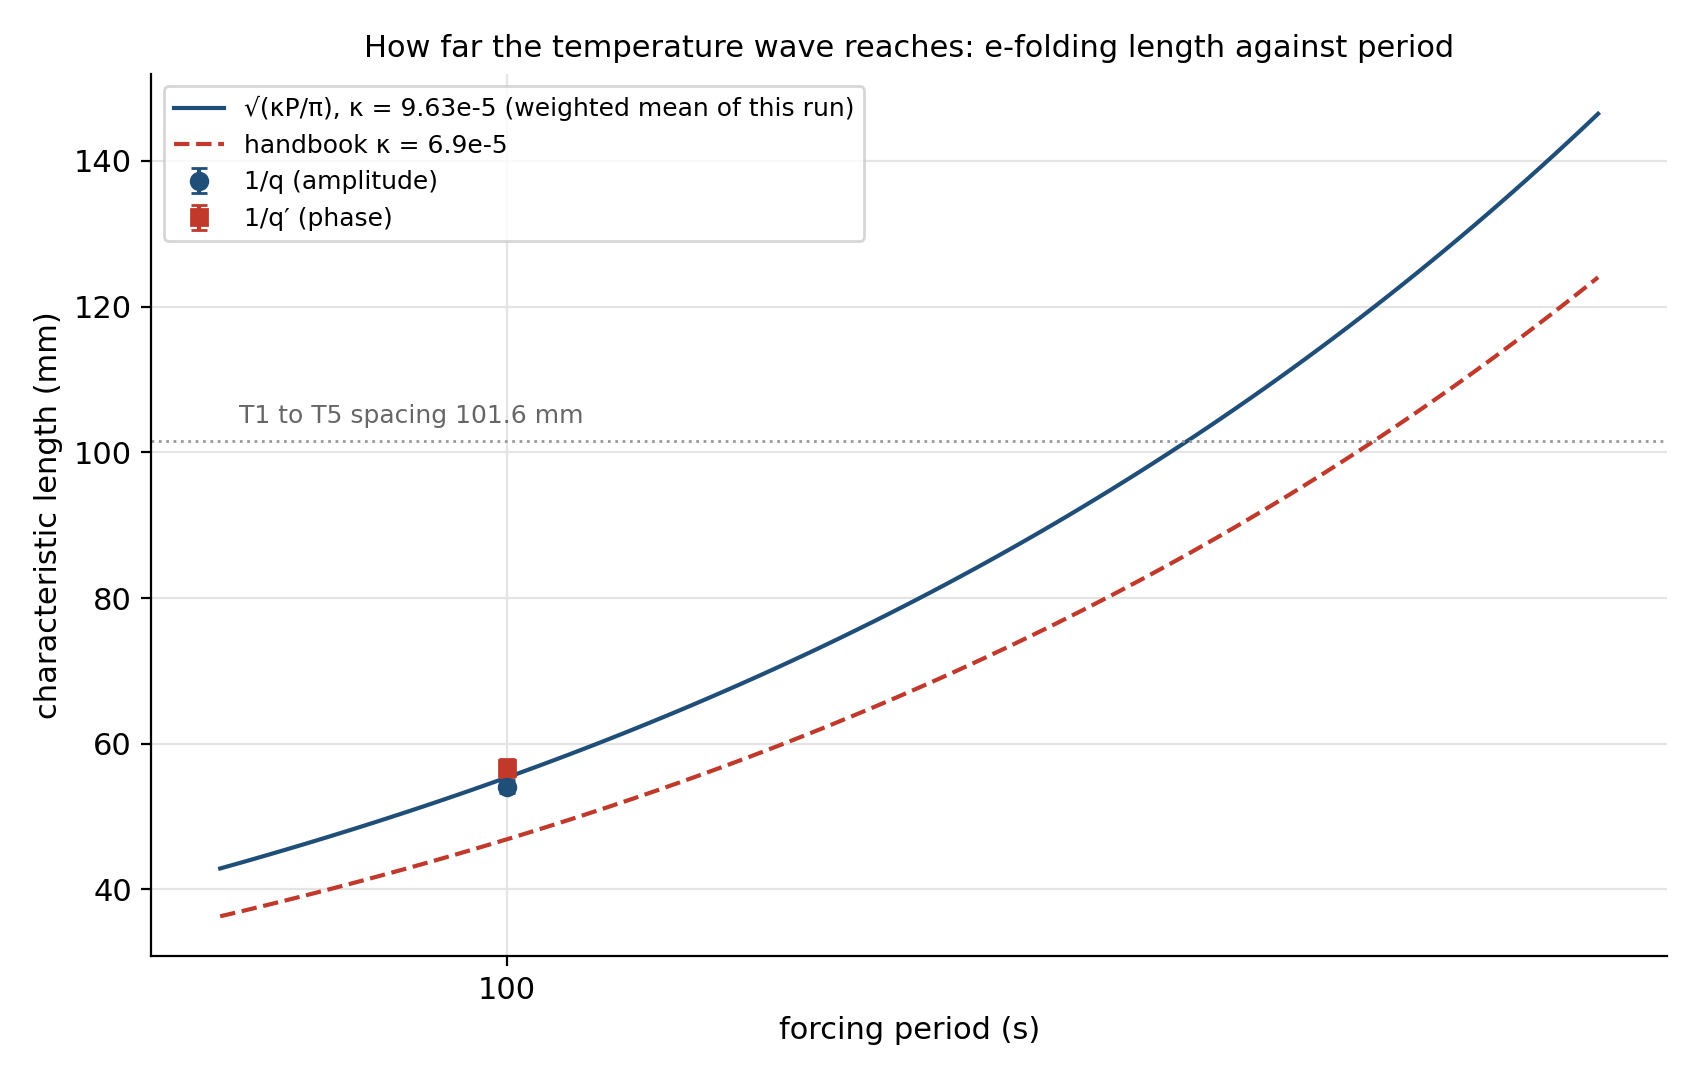 How far the temperature wave reaches: e-folding length against period
√(κP/π), κ = 9.63e-5 (weighted mean of this run)
handbook κ = 6.9e-5
1/q (amplitude)
1/q′ (phase)
140
120
T1 to T5 spacing 101.6 mm
100
80
60
40
characteristic length (mm)
100
forcing period (s)